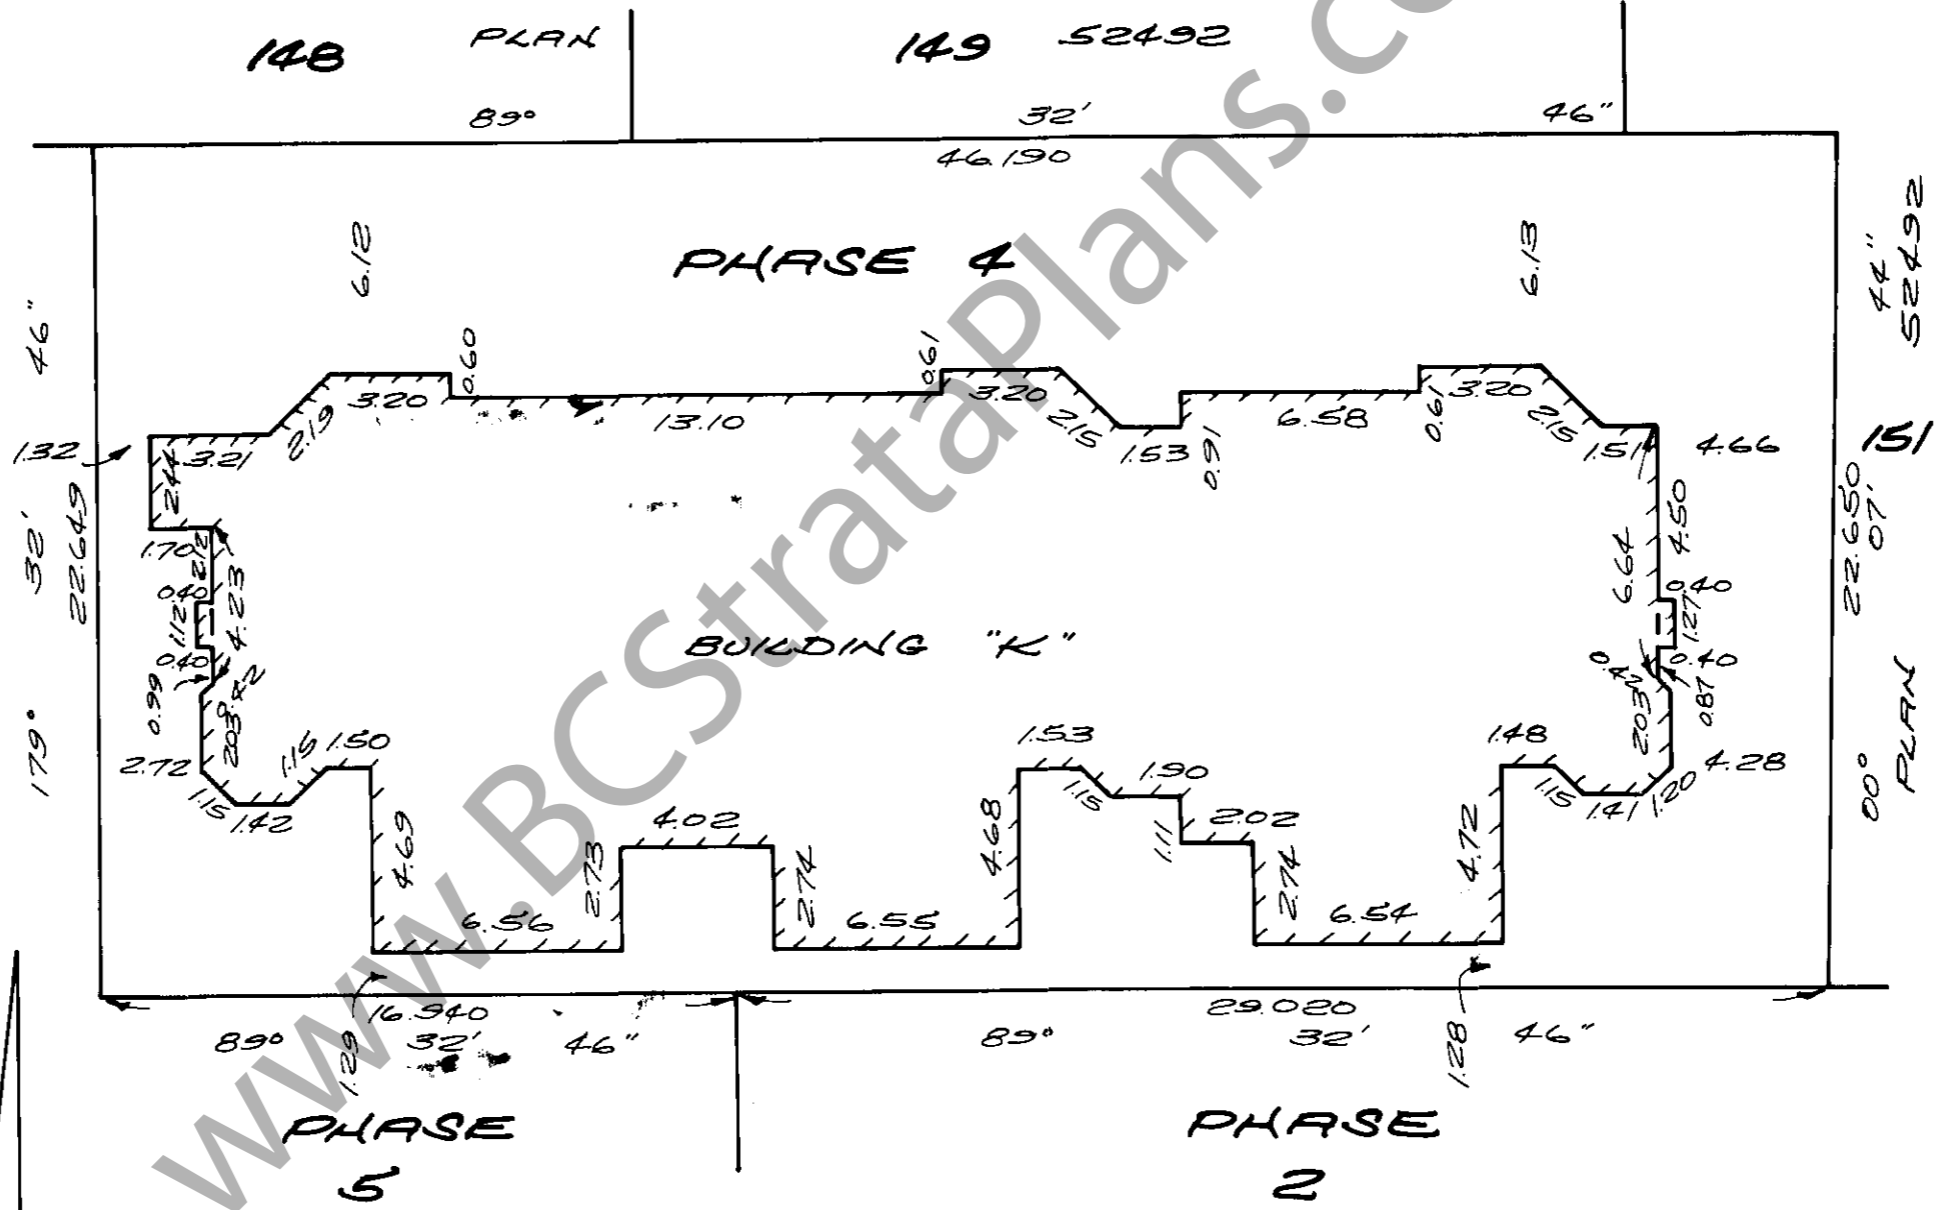 148 PLAN 149 52492
89° 32' 46"
46.190
6.12 PHASE 4 6.13
44"
52492
46"
32'
179°
22.649
1.32
3.21 2.19 3.20 0.60 13.10 0.61 3.20 2.15 1.53 0.91 6.58 0.61 3.20 2.15 1.51 4.66 151
2.44
1.70 2.12
0.40
1.12 4.23
0.40
0.99 0.42
2.03
2.72
BUILDING "K"
6.64 4.50
0.40
1.27
0.40
0.42 0.87
2.03
4.28
22.650
07'
00°
PLAN
1.15 1.42 1.15 1.50
4.69 4.02 4.68 1.53 1.15 1.90 1.11 2.02 4.72 1.48 1.15 1.41 1.20
2.73 2.74 2.74
6.56 6.55 6.54
16.940 29.020
89° 32' 46" 89° 32' 46"
1.29 1.28
PHASE PHASE
5 2
www.BCStrataPlans.co